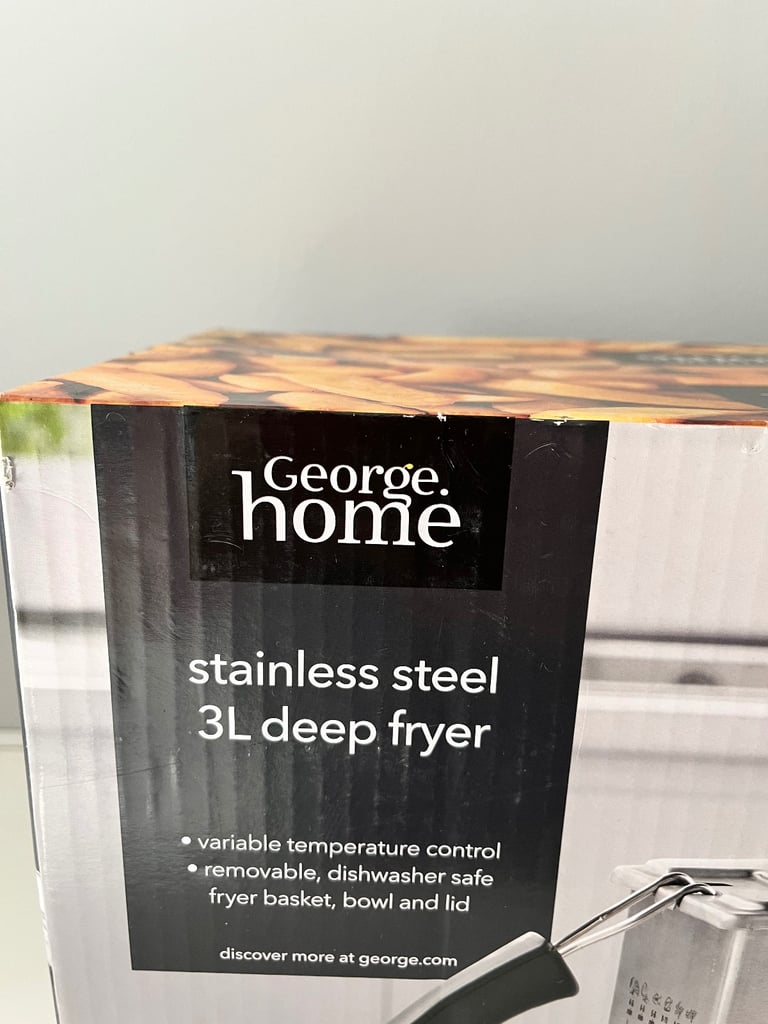 George.
home
stainless steel
3L deep fryer
• variable temperature control
• removable, dishwasher safe
fryer basket, bowl and lid
discover more at george.com